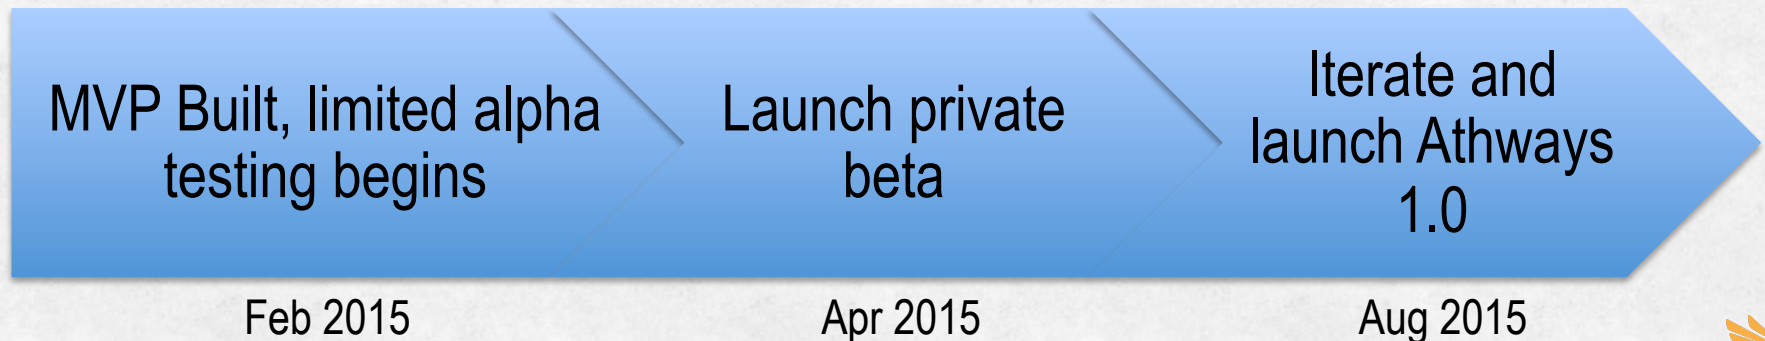 MVP Built, limited alpha
testing begins
Launch private
beta
Iterate and
launch Athways
1.0
Feb 2015
Apr 2015
Aug 2015